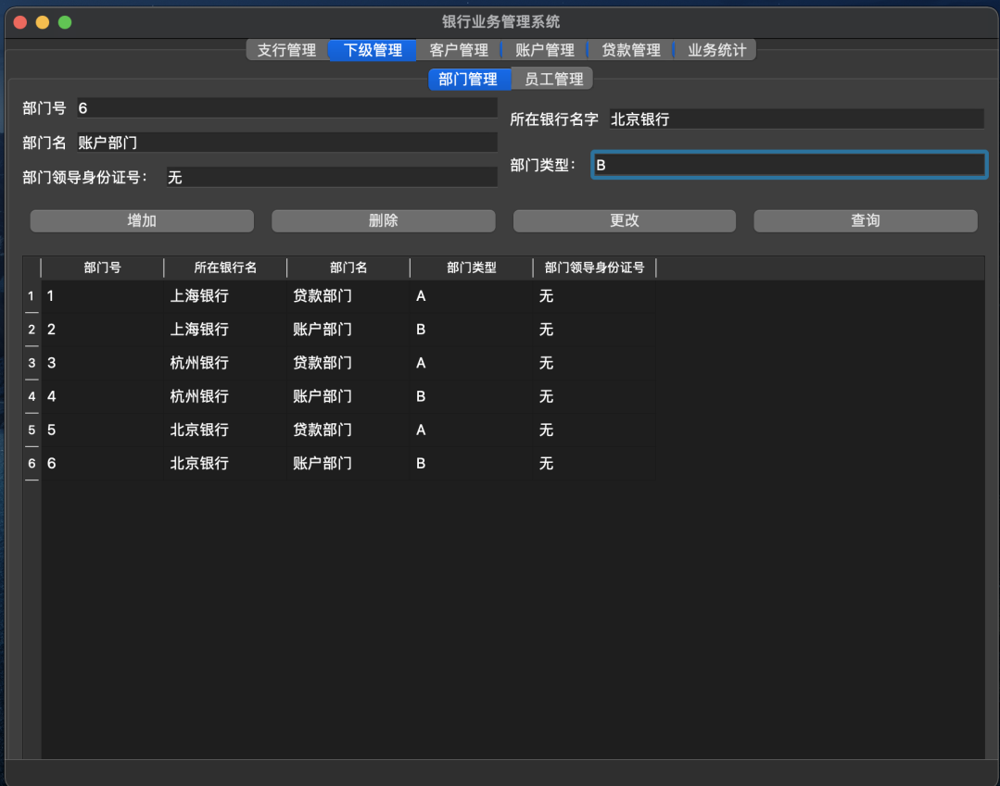 银行业务管理系统
支行管理 下级管理 客户管理 账户管理 贷款管理 业务统计
部门管理 员工管理
部门号 6
所在银行名字 北京银行
部门名 账户部门
部门类型： B
部门领导身份证号： 无
增加 删除 更改 查询
部门号 所在银行名 部门名 部门类型 部门领导身份证号
1 1 上海银行 贷款部门 A 无
2 2 上海银行 账户部门 B 无
3 3 杭州银行 贷款部门 A 无
4 4 杭州银行 账户部门 B 无
5 5 北京银行 贷款部门 A 无
6 6 北京银行 账户部门 B 无